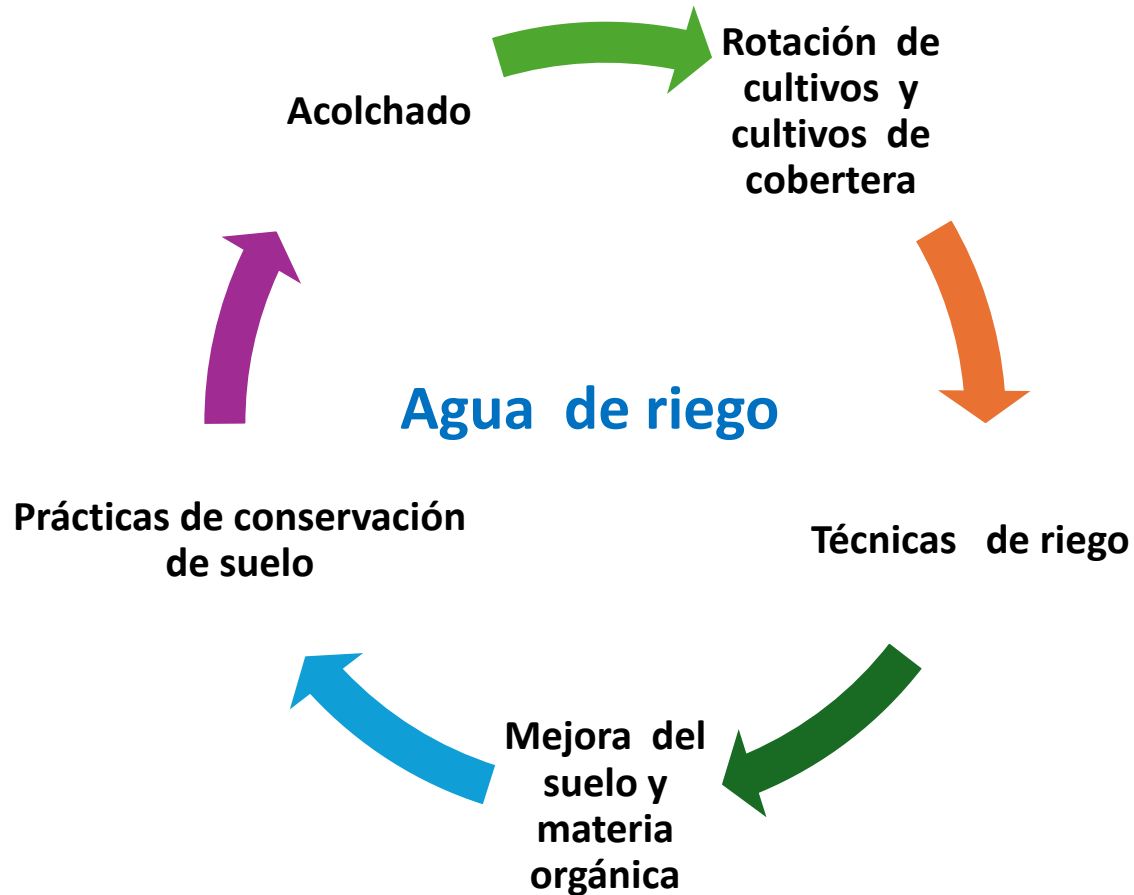 Rotación de
cultivos y
cultivos de
cobertera
Acolchado
Agua de riego
Prácticas de conservación
de suelo
Técnicas de riego
Mejora del
suelo y
materia
orgánica